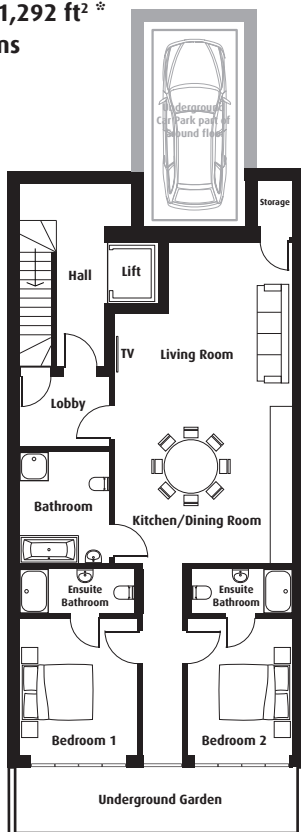 1,292 ft² *
ns
Underground
Car Park part of
Ground floor
Storage
Hall
Lift
TV
Living Room
Lobby
Bathroom
Kitchen/Dining Room
Ensuite
Bathroom
Ensuite
Bathroom
Bedroom 1
Bedroom 2
Underground Garden